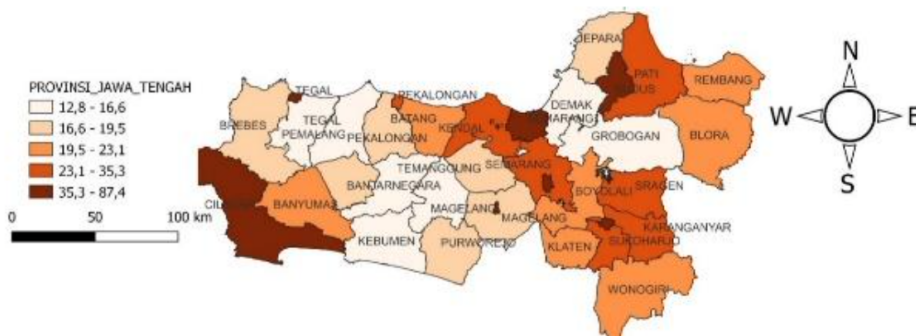 PROVINSI_JAWA_TENGAH
12,8 - 16,6
16,6 - 19,5
19,5 - 23,1
23,1 - 35,3
35,3 - 87,4
0 50 100 km
N
W E
S
JEPARA
PATI
KUDUS
REMBANG
DEMAK
SEMARANG
GROBOGAN
BLORA
TEGAL
PEKALONGAN
BREBES
TEGAL
PEMALANG
PEKALONGAN
BATANG
KENDAL
TEMANGGUNG
SEMARANG
BANJARNEGARA
BOYOLALI
SRAGEN
BANYUMAS
MAGELANG
MAGELANG
KARANGANYAR
SUKOHARJO
KEBUMEN
PURWOREJO
KLATEN
WONOGIRI